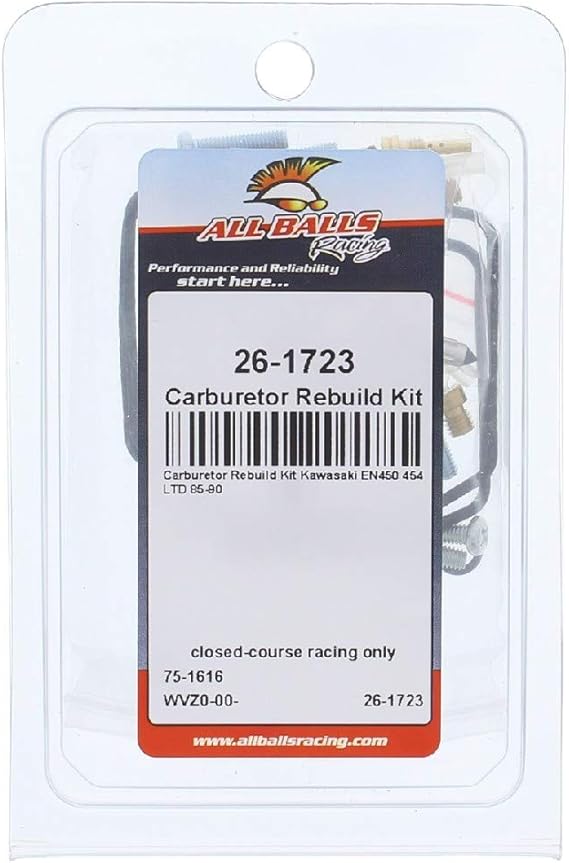 ALL BALLS
Racing
Performance and Reliability
start here...
26-1723
Carburetor Rebuild Kit
Carburetor Rebuild Kit Kawasaki EN450 454
LTD 85-90
closed-course racing only
75-1616
WVZ0-00-
26-1723
www.allballsracing.com